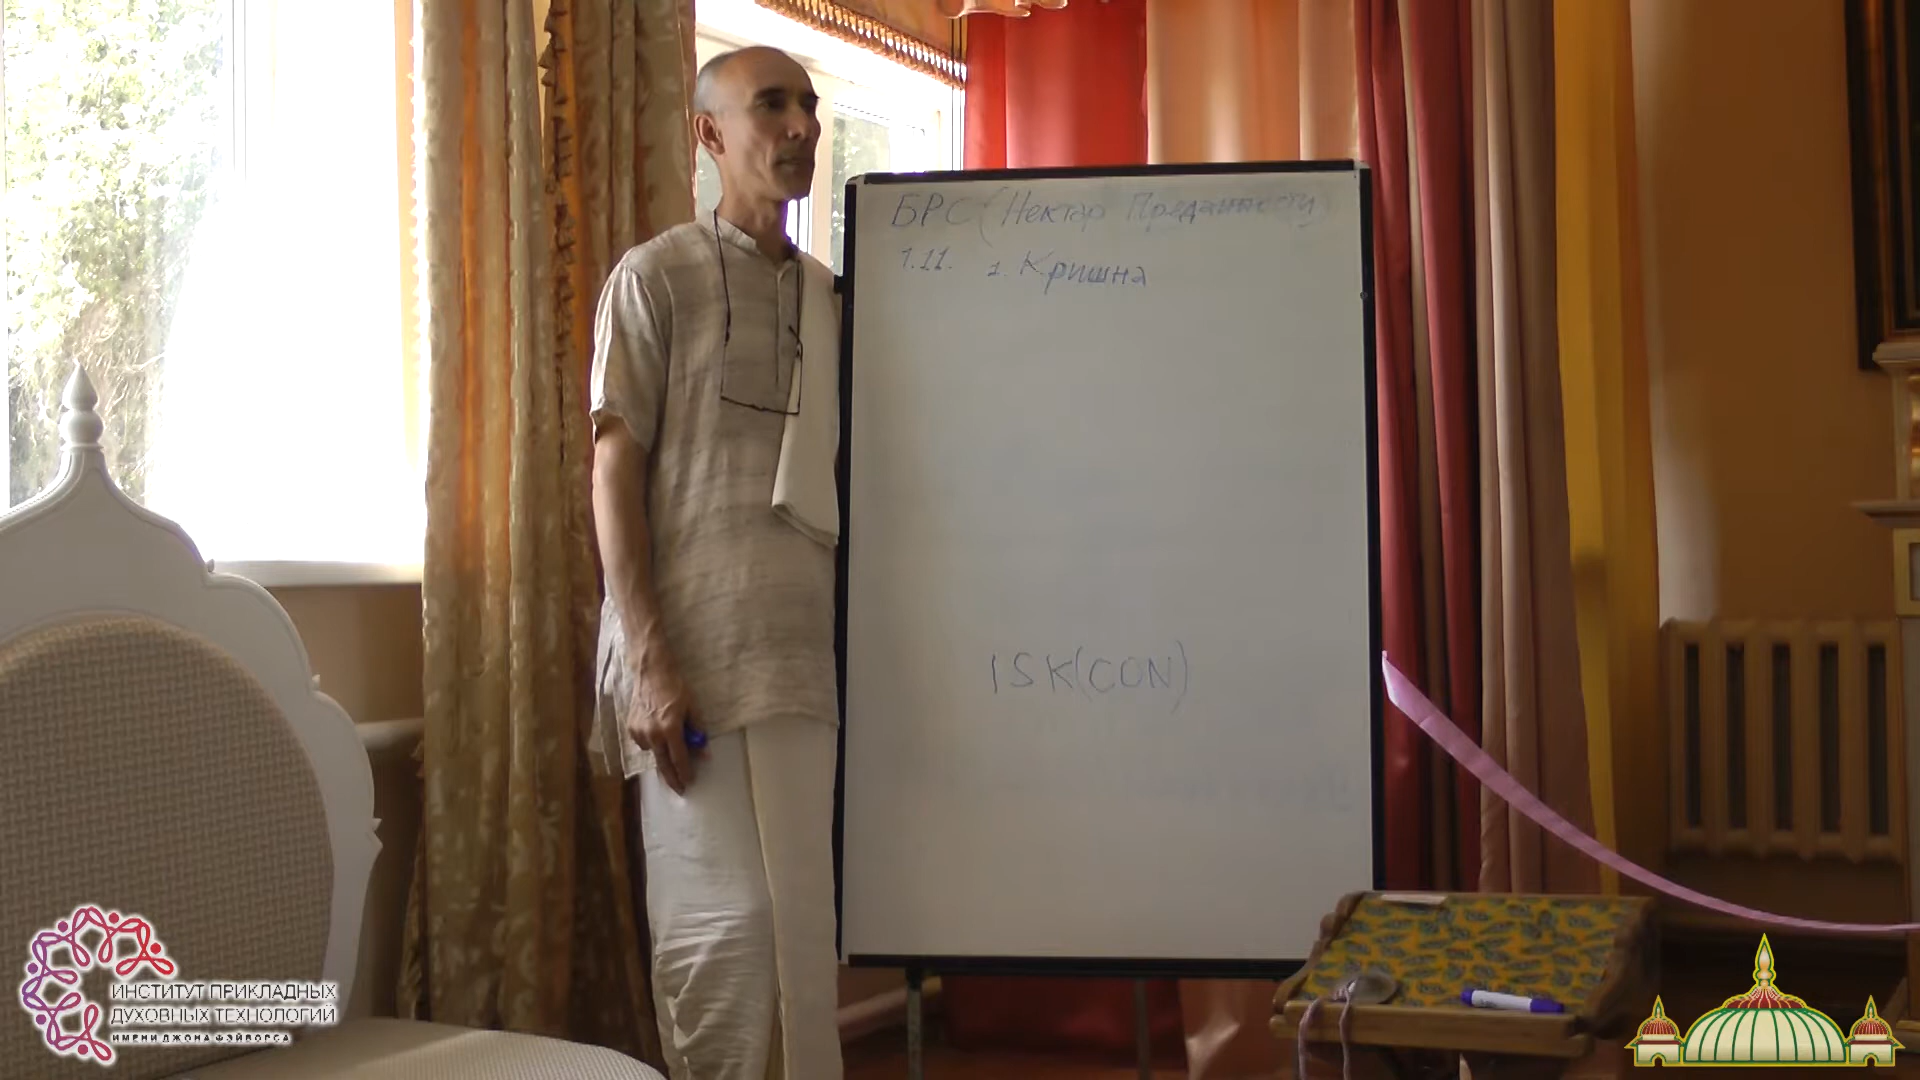 БРС (Нектар Преданности)
1.11. 1. Кришна
ISK(CON)
ИНСТИТУТ ПРИКЛАДНЫХ
ДУХОВНЫХ ТЕХНОЛОГИЙ
ИМЕНИ ДЖОНА ФЭЙВОРСА